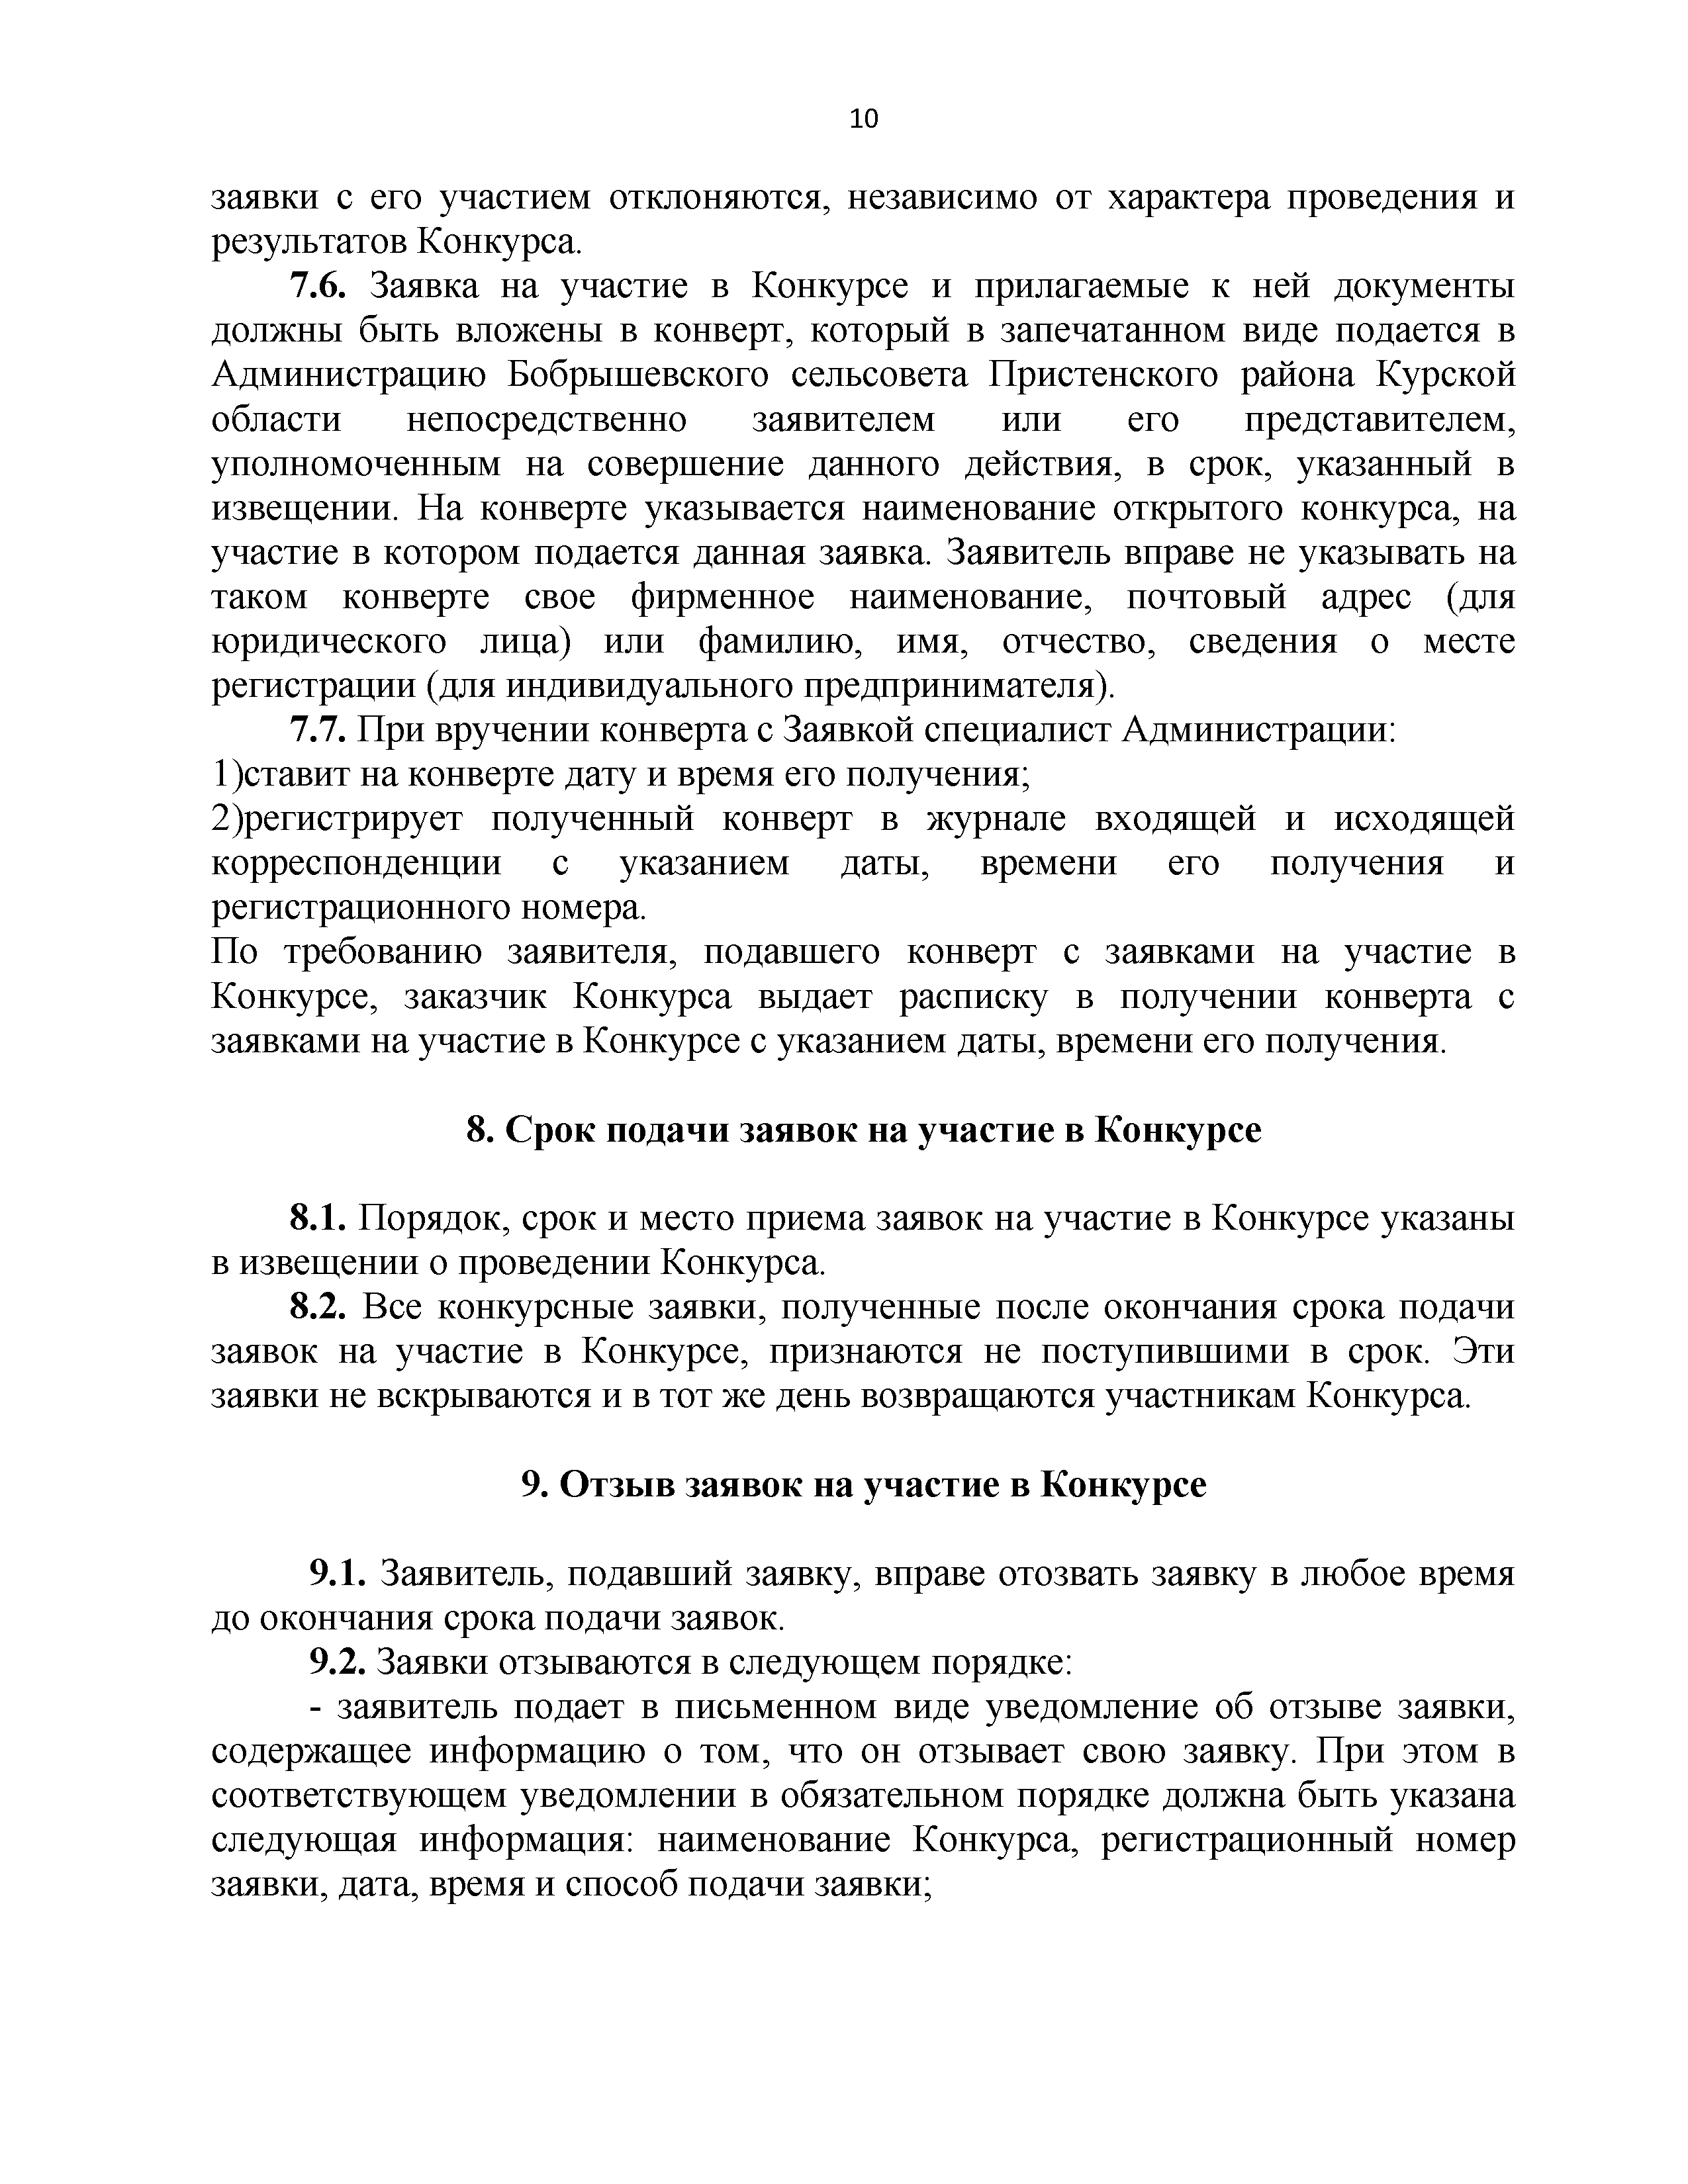 10
заявки с его участием отклоняются, независимо от характера проведения и
результатов Конкурса.
7.6. Заявка на участие в Конкурсе и прилагаемые к ней документы
должны быть вложены в конверт, который в запечатанном виде подается в
Администрацию Бобрышевского сельсовета Пристенского района Курской
области непосредственно заявителем или его представителем,
уполномоченным на совершение данного действия, в срок, указанный в
извещении. На конверте указывается наименование открытого конкурса, на
участие в котором подается данная заявка. Заявитель вправе не указывать на
таком конверте свое фирменное наименование, почтовый адрес (для
юридического лица) или фамилию, имя, отчество, сведения о месте
регистрации (для индивидуального предпринимателя).
7.7. При вручении конверта с Заявкой специалист Администрации:
1)ставит на конверте дату и время его получения;
2)регистрирует полученный конверт в журнале входящей и исходящей
корреспонденции с указанием даты, времени его получения и
регистрационного номера.
По требованию заявителя, подавшего конверт с заявками на участие в
Конкурсе, заказчик Конкурса выдает расписку в получении конверта с
заявками на участие в Конкурсе с указанием даты, времени его получения.
8. Срок подачи заявок на участие в Конкурсе
8.1. Порядок, срок и место приема заявок на участие в Конкурсе указаны
в извещении о проведении Конкурса.
8.2. Все конкурсные заявки, полученные после окончания срока подачи
заявок на участие в Конкурсе, признаются не поступившими в срок. Эти
заявки не вскрываются и в тот же день возвращаются участникам Конкурса.
9. Отзыв заявок на участие в Конкурсе
9.1. Заявитель, подавший заявку, вправе отозвать заявку в любое время
до окончания срока подачи заявок.
9.2. Заявки отзываются в следующем порядке:
- заявитель подает в письменном виде уведомление об отзыве заявки,
содержащее информацию о том, что он отзывает свою заявку. При этом в
соответствующем уведомлении в обязательном порядке должна быть указана
следующая информация: наименование Конкурса, регистрационный номер
заявки, дата, время и способ подачи заявки;